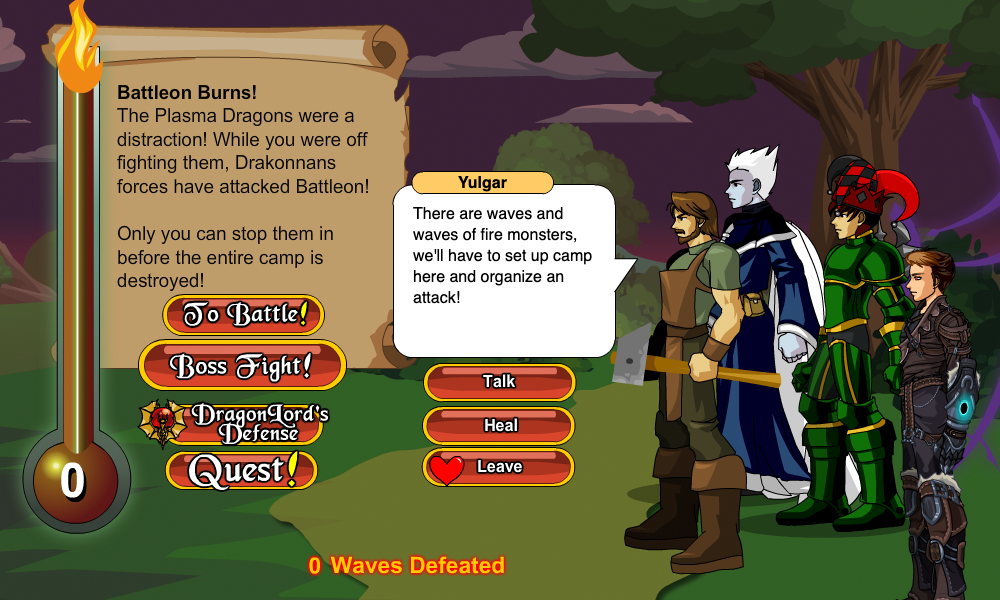 Battleon Burns!
The Plasma Dragons were a
distraction! While you were off
fighting them, Drakonnans
forces have attacked Battleon!
Only you can stop them in
before the entire camp is
destroyed!
To Battle!
Boss Fight!
DragonLord's
Defense
Quest!
0
Yulgar
There are waves and
waves of fire monsters,
we'll have to set up camp
here and organize an
attack!
Talk
Heal
Leave
0 Waves Defeated